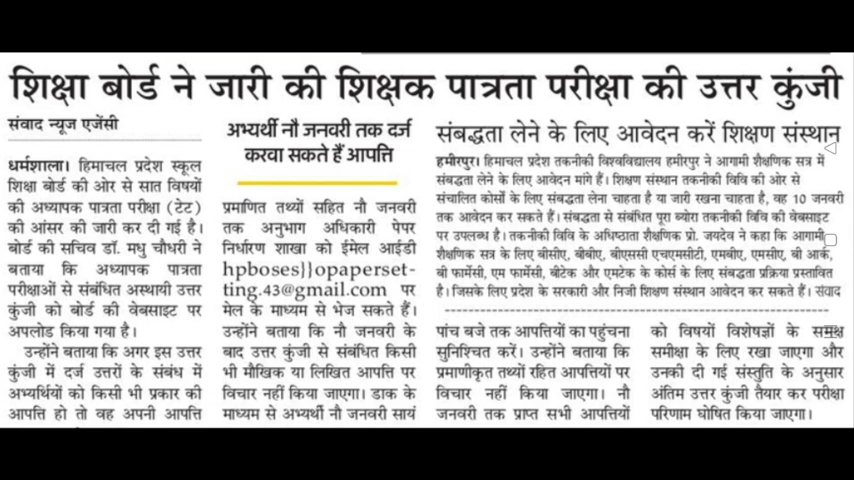 शिक्षा बोर्ड ने जारी की शिक्षक पात्रता परीक्षा की उत्तर कुंजी
संवाद न्यूज एजेंसी
धर्मशाला। हिमाचल प्रदेश स्कूल
शिक्षा बोर्ड की ओर से सात विषयों
की अध्यापक पात्रता परीक्षा (टेट)
की आंसर की जारी कर दी गई है।
बोर्ड की सचिव डॉ. मधु चौधरी ने
बताया कि अध्यापक पात्रता
परीक्षाओं से संबंधित अस्थायी उत्तर
कुंजी को बोर्ड की वेबसाइट पर
अपलोड किया गया है।
उन्होंने बताया कि अगर इस उत्तर
कुंजी में दर्ज उत्तरों के संबंध में
अभ्यर्थियों को किसी भी प्रकार की
आपत्ति हो तो वह अपनी आपत्ति
अभ्यर्थी नौ जनवरी तक दर्ज
करवा सकते हैं आपत्ति
प्रमाणित तथ्यों सहित नौ जनवरी
तक अनुभाग अधिकारी पेपर
निर्धारण शाखा को ईमेल आईडी
hpboses}}opaperset-
ting.43@gmail.com पर
मेल के माध्यम से भेज सकते हैं।
उन्होंने बताया कि नौ जनवरी के
बाद उत्तर कुंजी से संबंधित किसी
भी मौखिक या लिखित आपत्ति पर
विचार नहीं किया जाएगा। डाक के
माध्यम से अभ्यर्थी नौ जनवरी सायं
पांच बजे तक आपत्तियों का पहुंचना
सुनिश्चित करें। उन्होंने बताया कि
प्रमाणीकृत तथ्यों रहित आपत्तियों पर
विचार नहीं किया जाएगा। नौ
जनवरी तक प्राप्त सभी आपत्तियों
को विषयों विशेषज्ञों के समक्ष
समीक्षा के लिए रखा जाएगा और
उनकी दी गई संस्तुति के अनुसार
अंतिम उत्तर कुंजी तैयार कर परीक्षा
परिणाम घोषित किया जाएगा।
संबद्धता लेने के लिए आवेदन करें शिक्षण संस्थान
हमीरपुर। हिमाचल प्रदेश तकनीकी विश्वविद्यालय हमीरपुर ने आगामी शैक्षणिक सत्र में
संबद्धता लेने के लिए आवेदन मांगे हैं। शिक्षण संस्थान तकनीकी विवि की ओर से
संचालित कोर्सों के लिए संबद्धता लेना चाहता है या जारी रखना चाहता है, वह 10 जनवरी
तक आवेदन कर सकते हैं। संबद्धता से संबंधित पूरा ब्योरा तकनीकी विवि की वेबसाइट
पर उपलब्ध है। तकनीकी विवि के अधिष्ठाता शैक्षणिक प्रो. जयदेव ने कहा कि आगामी
शैक्षणिक सत्र के लिए बीसीए, बीबीए, बीएससी एचएमसीटी, एमबीए, एमसीए, बी आर्क,
बी फार्मेसी, एम फार्मेसी, बीटेक और एमटेक के कोर्स के लिए संबद्धता प्रक्रिया प्रस्तावित
है। जिसके लिए प्रदेश के सरकारी और निजी शिक्षण संस्थान आवेदन कर सकते हैं। संवाद